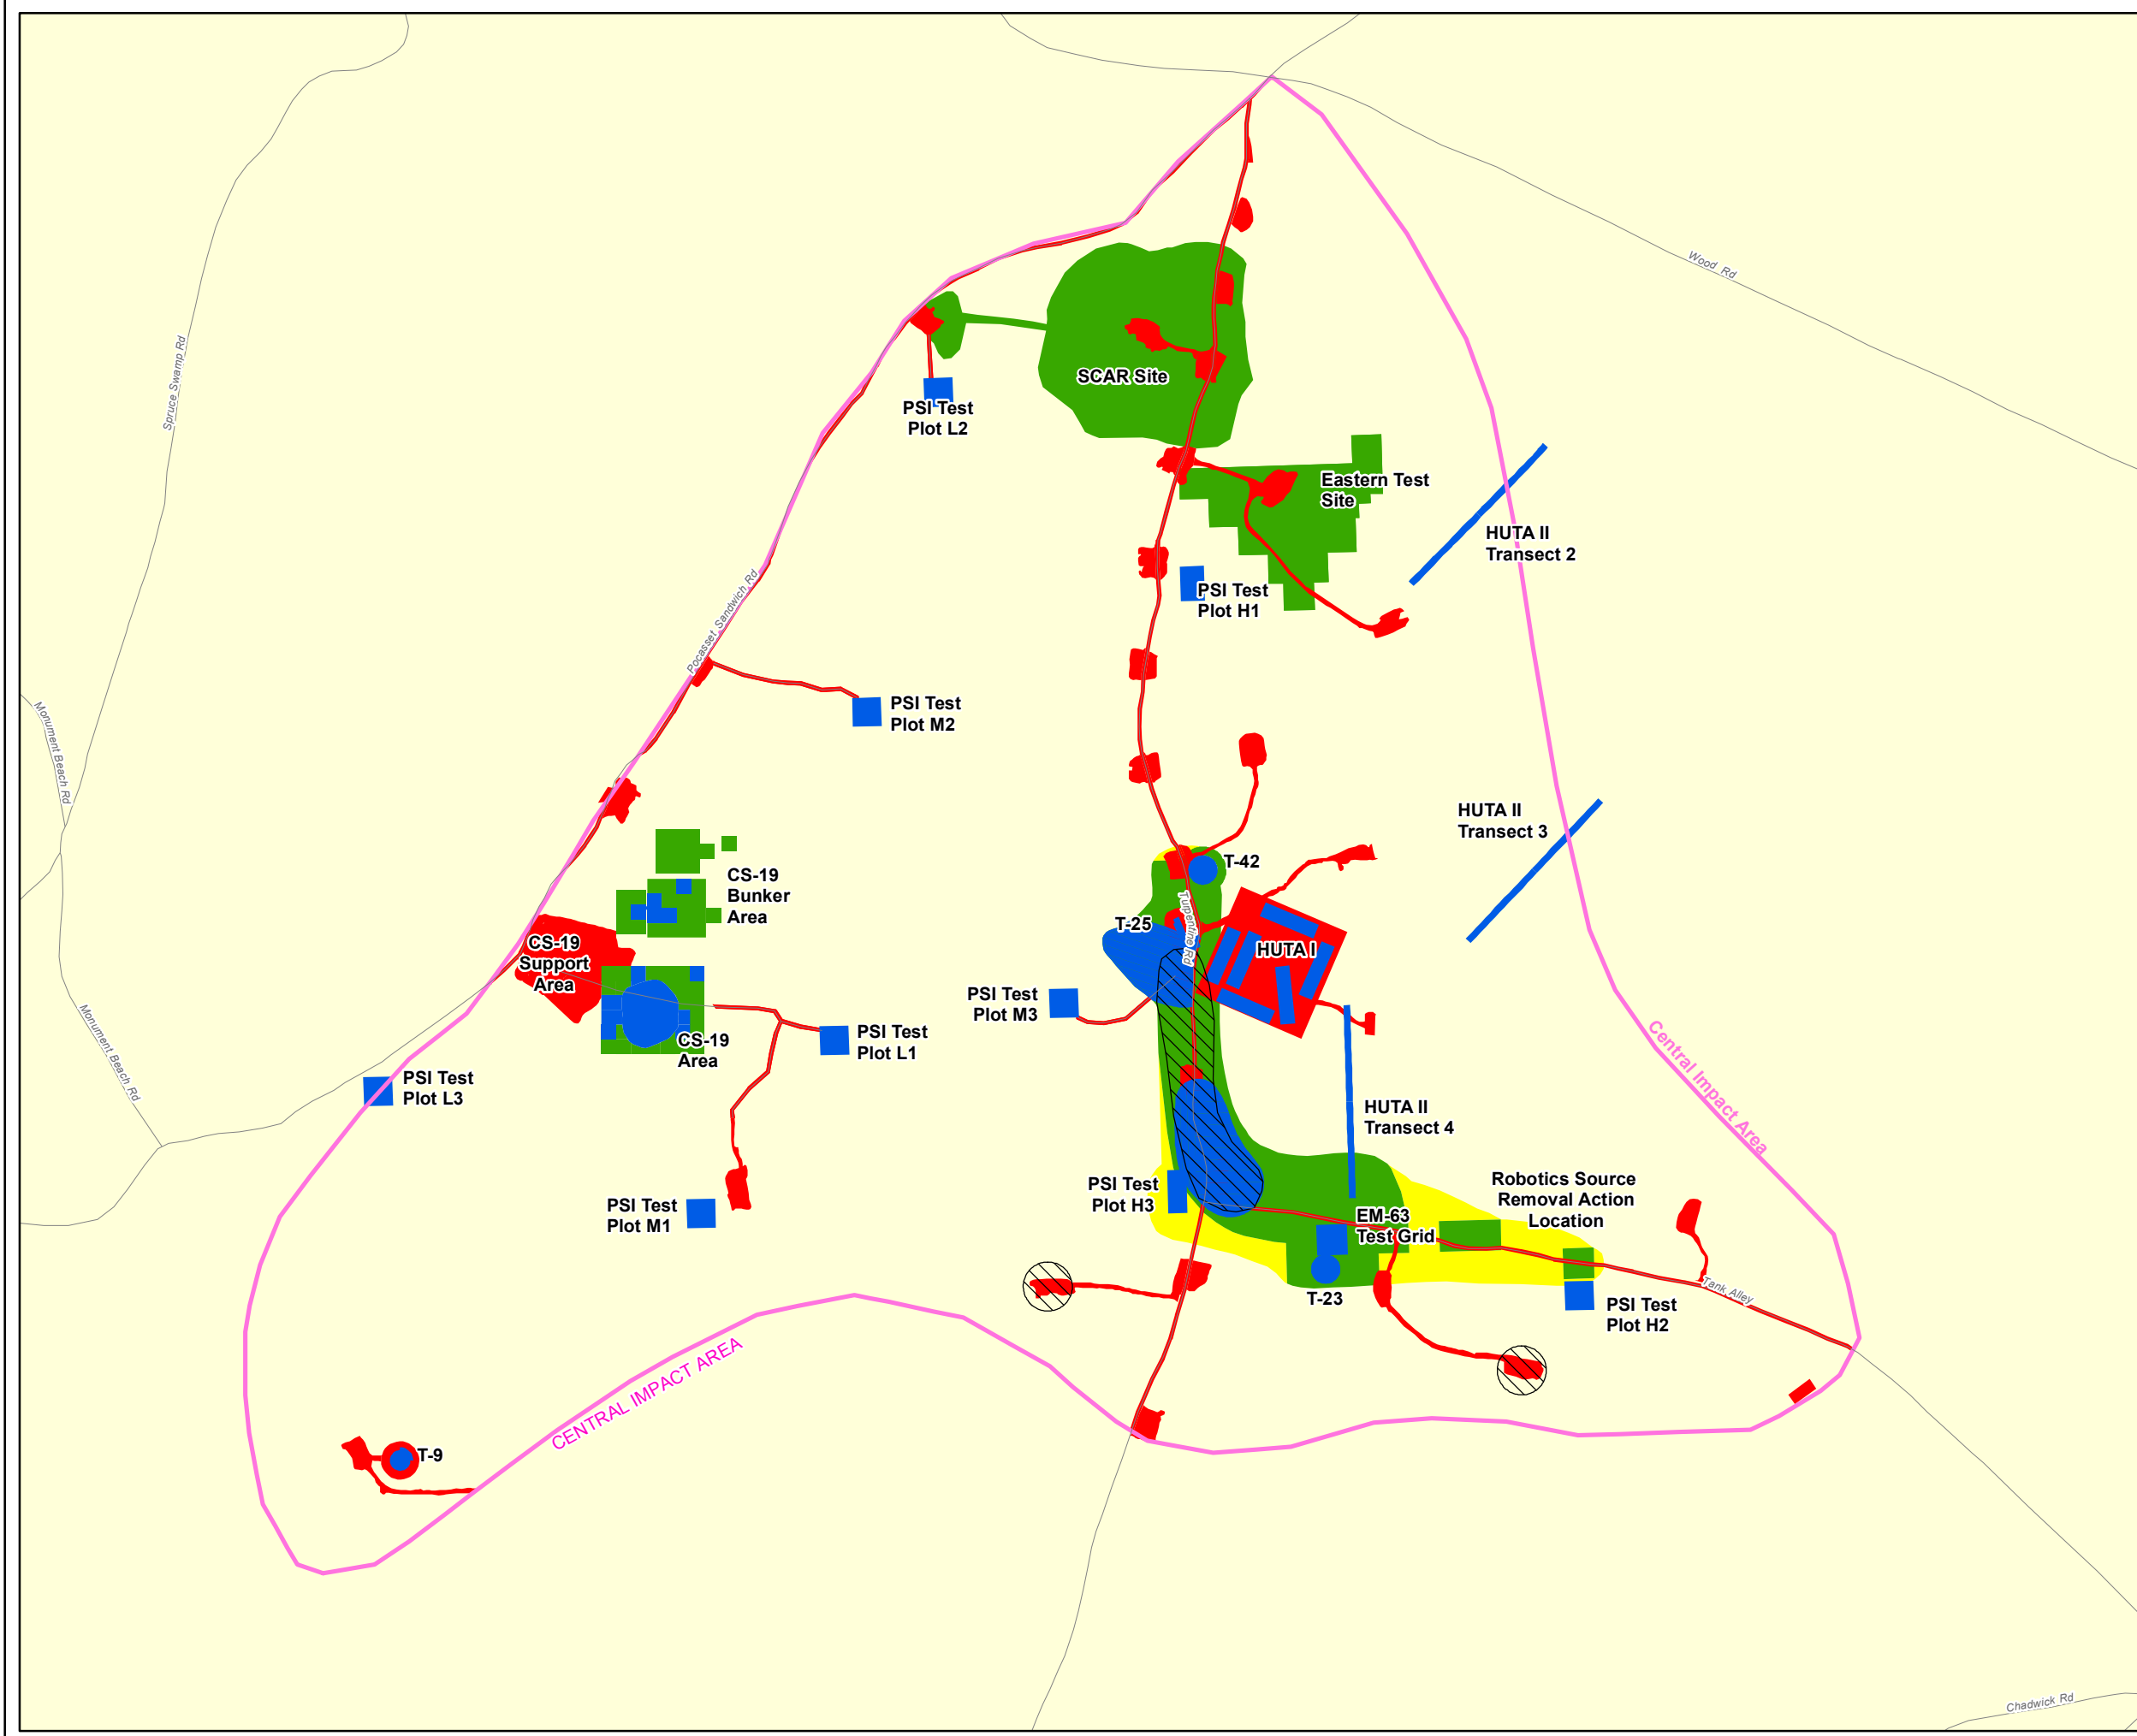 Wood Rd
Spruce Swamp Rd
SCAR Site
PSI Test
Plot L2
Eastern Test
Site
HUTA II
Transect 2
PSI Test
Plot H1
Pocasset Sandwich Rd
PSI Test
Plot M2
Monument Beach Rd
HUTA II
Transect 3
T-42
CS-19
Bunker
Area
T-25
Turpentine Rd
HUTA I
CS-19
Support
Area
PSI Test
Plot M3
CS-19
Area
PSI Test
Plot L1
Monument Beach Rd
Central Impact Area
PSI Test
Plot L3
HUTA II
Transect 4
PSI Test
Plot H3
Robotics Source
Removal Action
Location
PSI Test
Plot M1
EM-63
Test Grid
T-23
Tank Alley
PSI Test
Plot H2
CENTRAL IMPACT AREA
T-9
Chadwick Rd